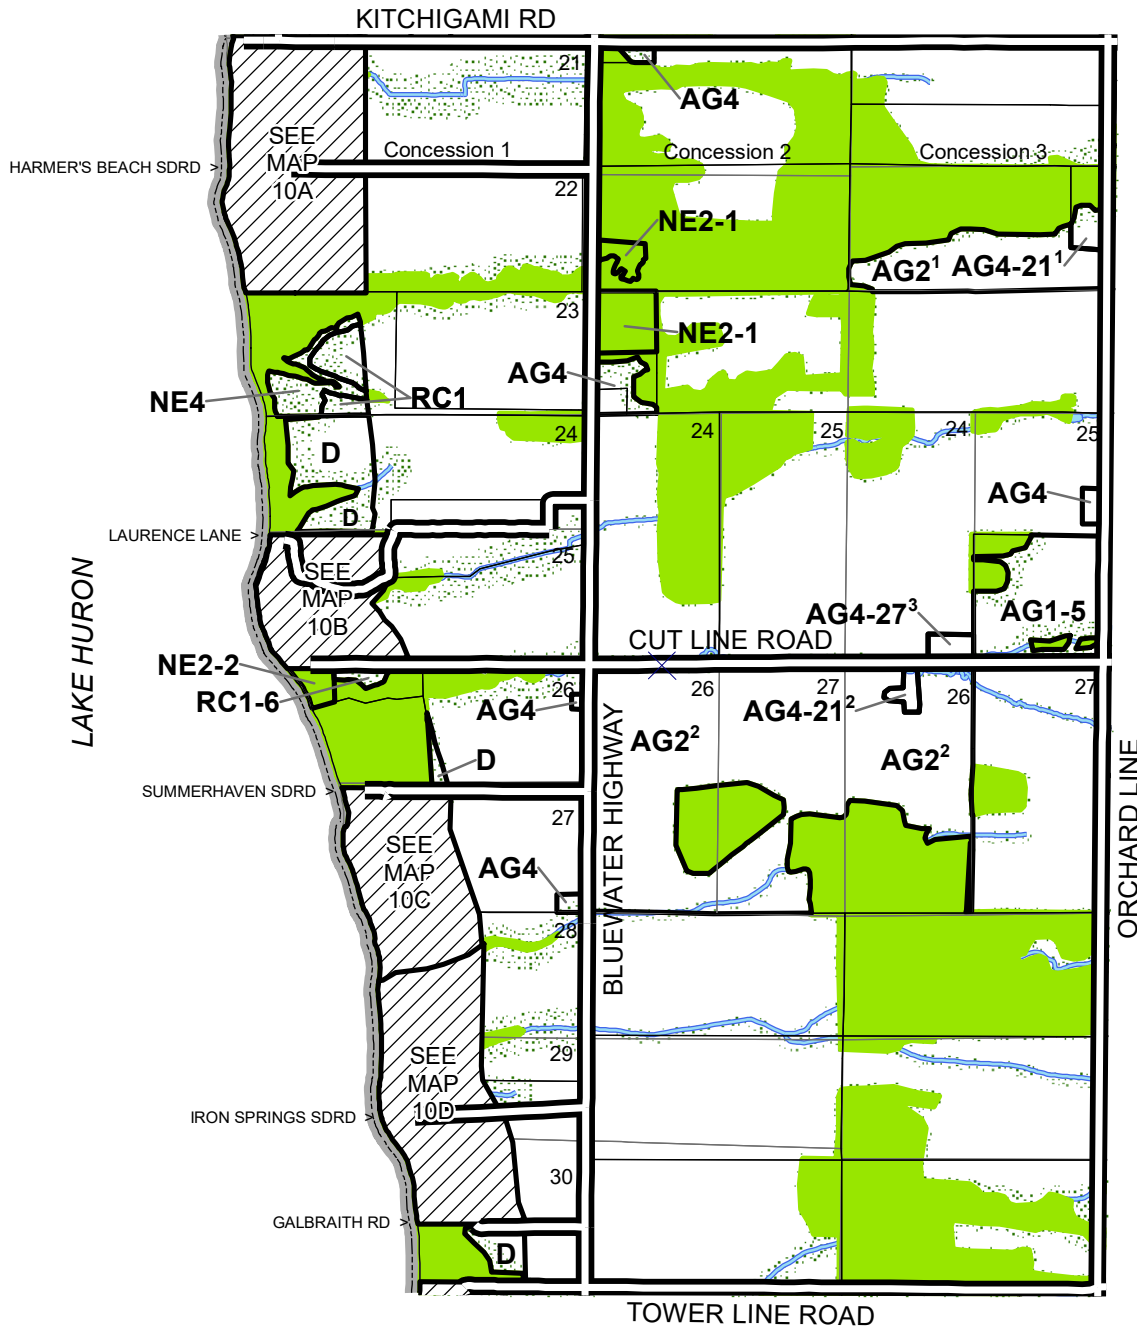 KITCHIGAMI RD
21
AG4
SEE
MAP
10A
HARMER'S BEACH SDRD >
Concession 1
Concession 2
Concession 3
22
NE2-1
AG2¹
AG4-21¹
23
NE2-1
AG4
NE4
RC1
24
24
25
24
25
D
AG4
D
LAURENCE LANE >
25
SEE
MAP
10B
AG1-5
AG4-27³
CUT LINE ROAD
LAKE HURON
NE2-2
RC1-6
26
AG4
26
27
26
27
AG4-21²
AG2²
AG2²
D
BLUEWATER HIGHWAY
ORCHARD LINE
SUMMERHAVEN SDRD >
27
SEE
MAP
10C
AG4
28
SEE
MAP
10D
29
IRON SPRINGS SDRD >
30
GALBRAITH RD >
D
TOWER LINE ROAD